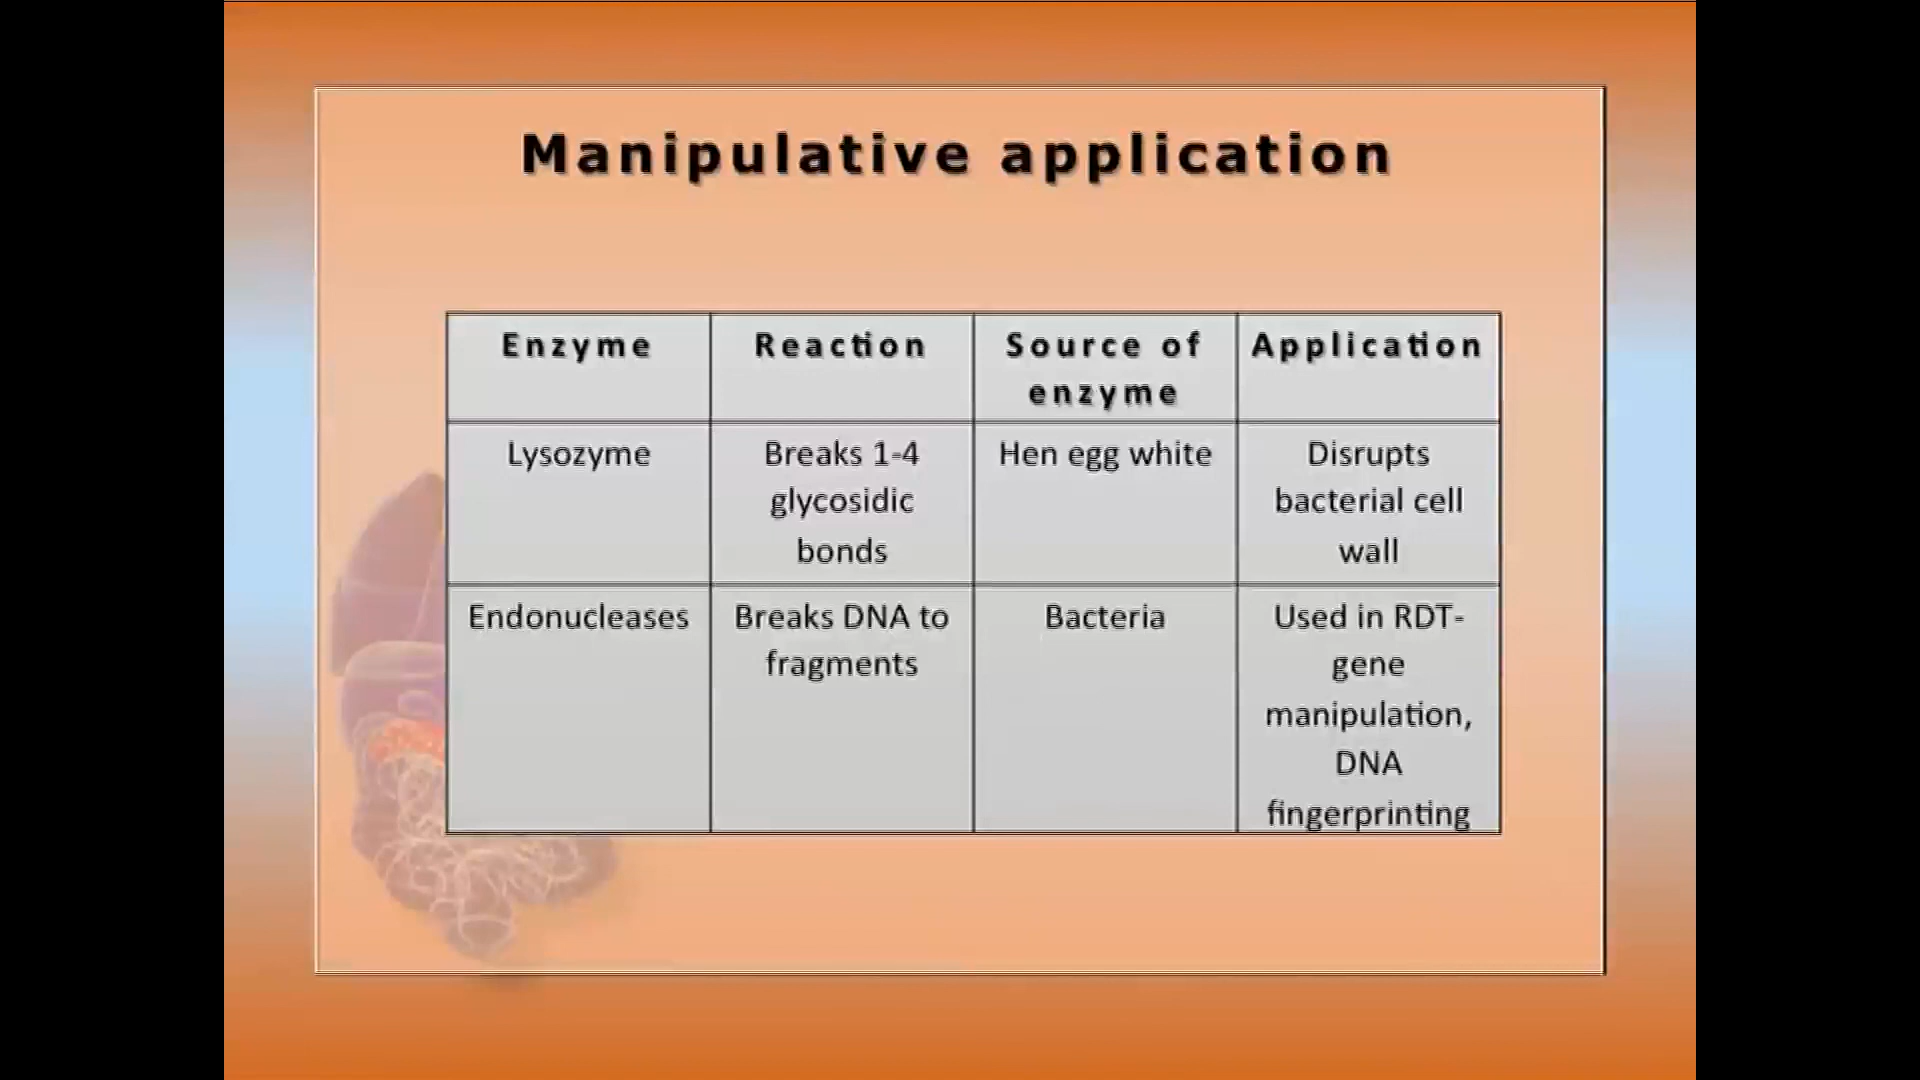 Manipulative application
Enzyme
Reaction
Source of
enzyme
Application
Lysozyme
Breaks 1-4
glycosidic
bonds
Hen egg white
Disrupts
bacterial cell
wall
Endonucleases
Breaks DNA to
fragments
Bacteria
Used in RDT-
gene
manipulation,
DNA
fingerprinting